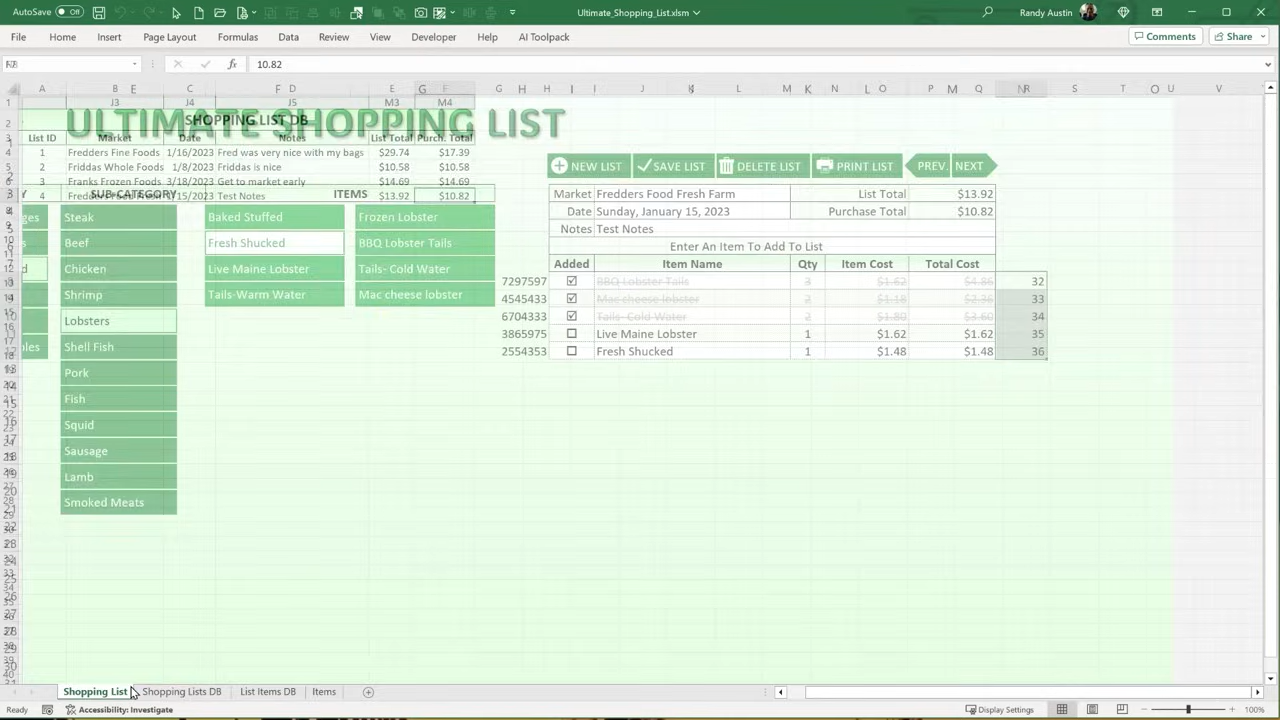 AutoSave Off
Ultimate_Shopping_List.xlsm
Randy Austin
File Home Insert Page Layout Formulas Data Review View Developer Help AI Toolpack
Comments Share
10.82
J3 J4 J5 M3 M4
ULTIMATE SHOPPING LIST
SHOPPING LIST DB
List ID Market Date Notes List Total Purch. Total
1 Fredders Fine Foods 1/16/2023 Fred was very nice with my bags $29.74 $17.39
2 Friddas Whole Foods 1/8/2023 Friddas is nice $10.58 $10.58
3 Franks Frozen Foods 3/18/2023 Get to market early $14.69 $14.69
4 Fredders Food Fresh 1/15/2023 Test Notes $13.92 $10.82
NEW LIST SAVE LIST DELETE LIST PRINT LIST PREV NEXT
SUB-CATEGORY ITEMS
Steak
Beef
Chicken
Shrimp
Lobsters
Shell Fish
Pork
Fish
Squid
Sausage
Lamb
Smoked Meats
Baked Stuffed Frozen Lobster
Fresh Shucked BBQ Lobster Tails
Live Maine Lobster Tails- Cold Water
Tails-Warm Water Mac cheese lobster
Market Fredders Food Fresh Farm List Total $13.92
Date Sunday, January 15, 2023 Purchase Total $10.82
Notes Test Notes
Enter An Item To Add To List
Added Item Name Qty Item Cost Total Cost
7297597 BBQ Lobster Tails 3 $1.62 $4.86 32
4545433 Mac cheese lobster 2 $1.18 $2.36 33
6704333 Tails- Cold Water 2 $1.80 $3.60 34
3865975 Live Maine Lobster 1 $1.62 $1.62 35
2554353 Fresh Shucked 1 $1.48 $1.48 36
Shopping List Shopping Lists DB List Items DB Items
Ready Accessibility: Investigate Display Settings 100%